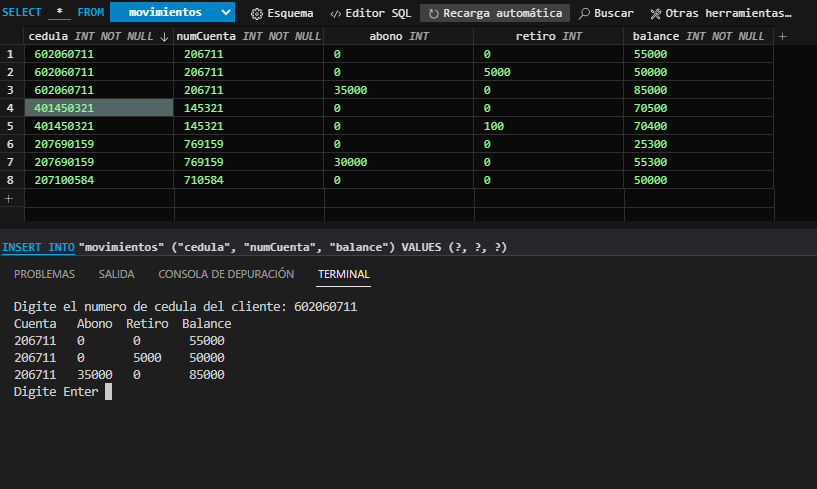 SELECT * FROM movimientos Esquema </> Editor SQL Recarga automática Buscar Otras herramientas…
cedula INT NOT NULL ↓ numCuenta INT NOT NULL abono INT retiro INT balance INT NOT NULL +
1 602060711 206711 0 0 55000
2 602060711 206711 0 5000 50000
3 602060711 206711 35000 0 85000
4 401450321 145321 0 0 70500
5 401450321 145321 0 100 70400
6 207690159 769159 0 0 25300
7 207690159 769159 30000 0 55300
8 207100584 710584 0 0 50000
+
INSERT INTO "movimientos" ("cedula", "numCuenta", "balance") VALUES (?, ?, ?)
PROBLEMAS SALIDA CONSOLA DE DEPURACIÓN TERMINAL
Digite el numero de cedula del cliente: 602060711
Cuenta Abono Retiro Balance
206711 0 0 55000
206711 0 5000 50000
206711 35000 0 85000
Digite Enter